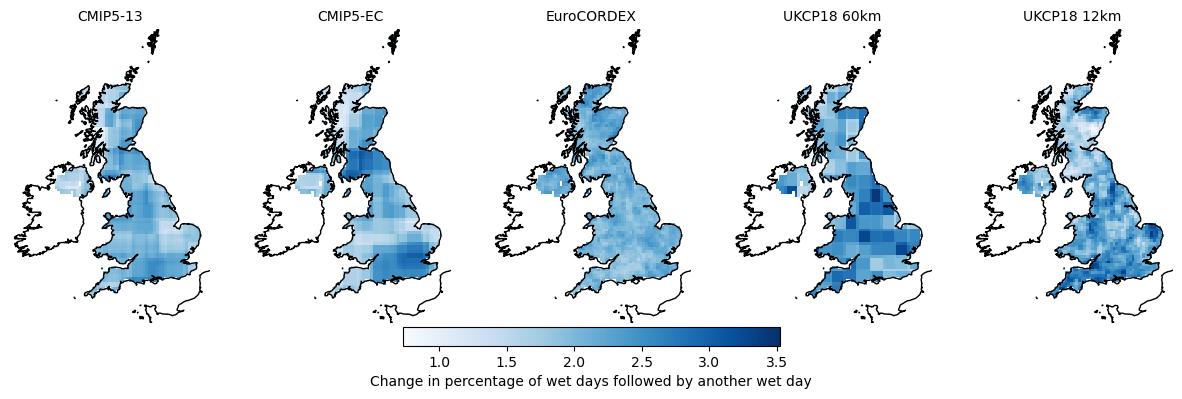 CMIP5-13
CMIP5-EC
EuroCORDEX
UKCP18 60km
UKCP18 12km
1.0 1.5 2.0 2.5 3.0 3.5
Change in percentage of wet days followed by another wet day